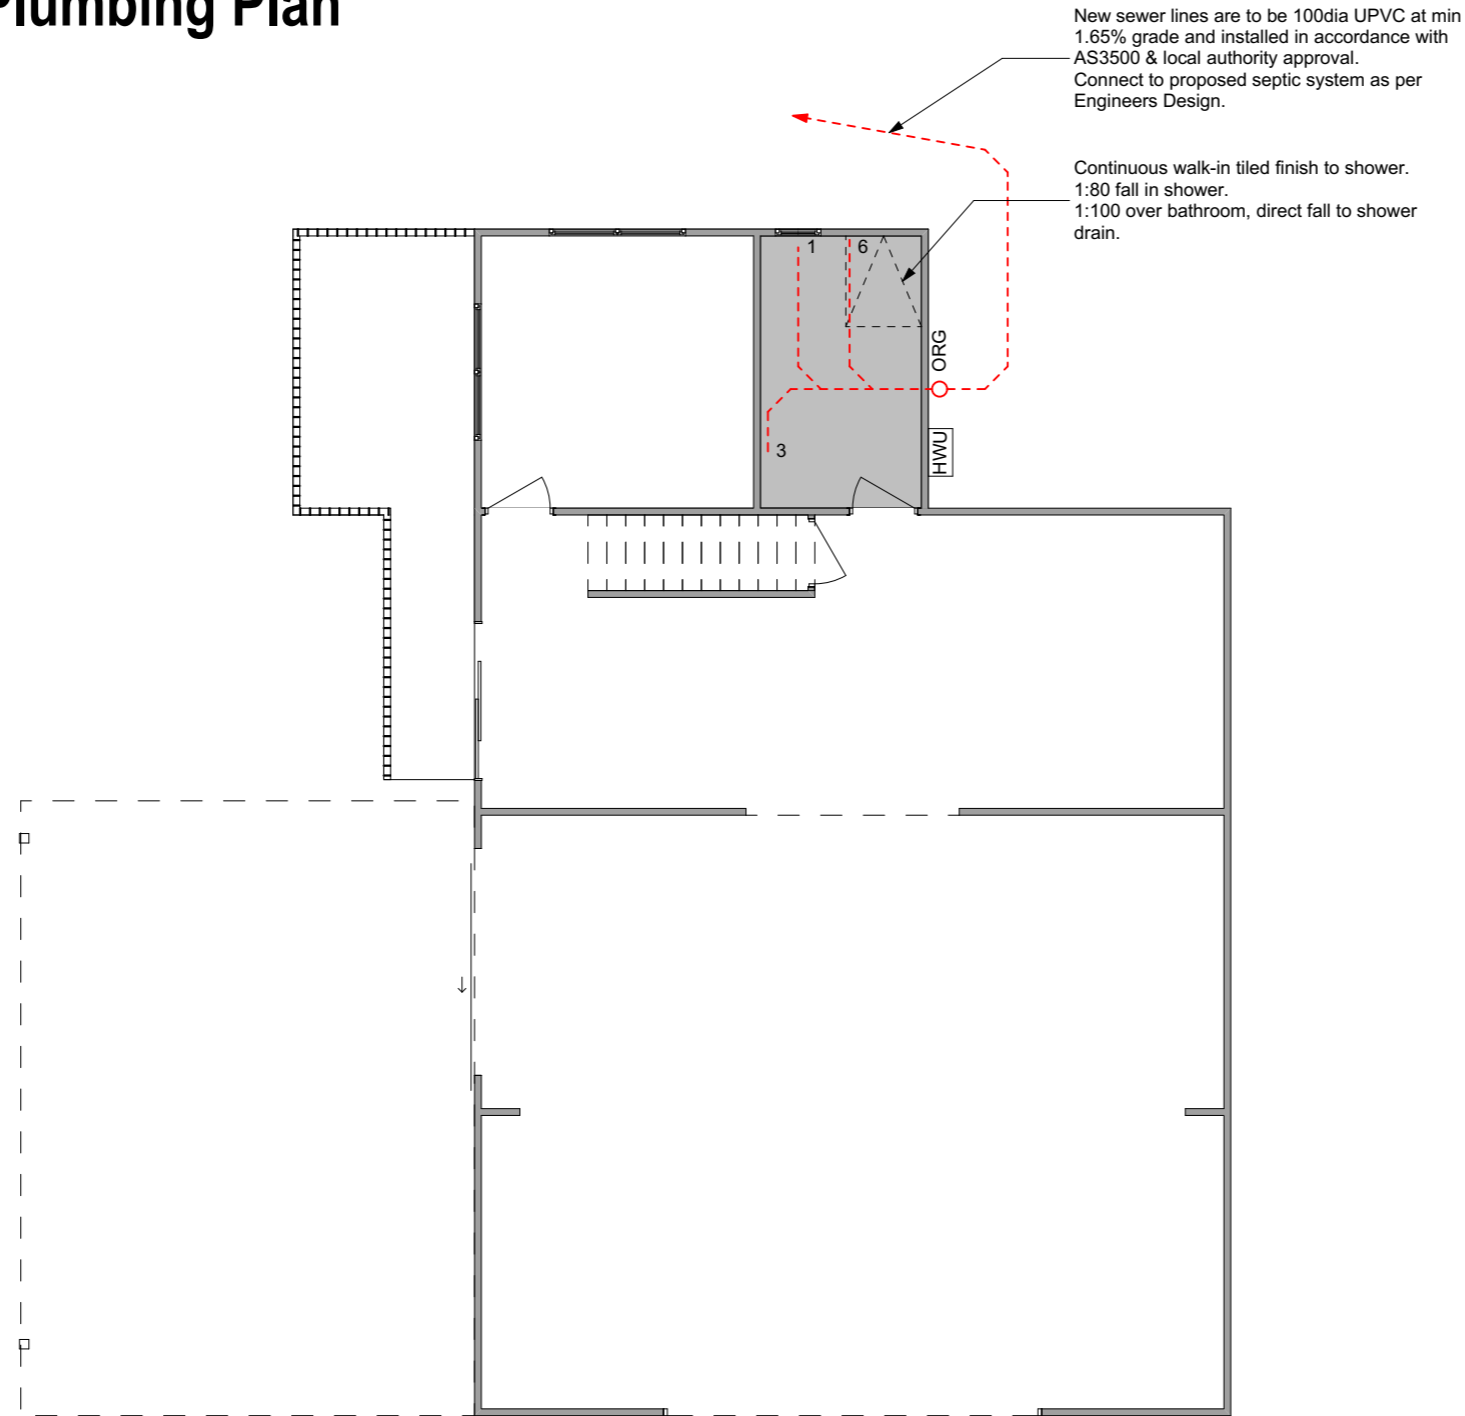 Plumbing Plan
New sewer lines are to be 100dia UPVC at min
1.65% grade and installed in accordance with
AS3500 & local authority approval.
Connect to proposed septic system as per
Engineers Design.
Continuous walk-in tiled finish to shower.
1:80 fall in shower.
1:100 over bathroom, direct fall to shower
drain.
1
6
ORG
HWU
3